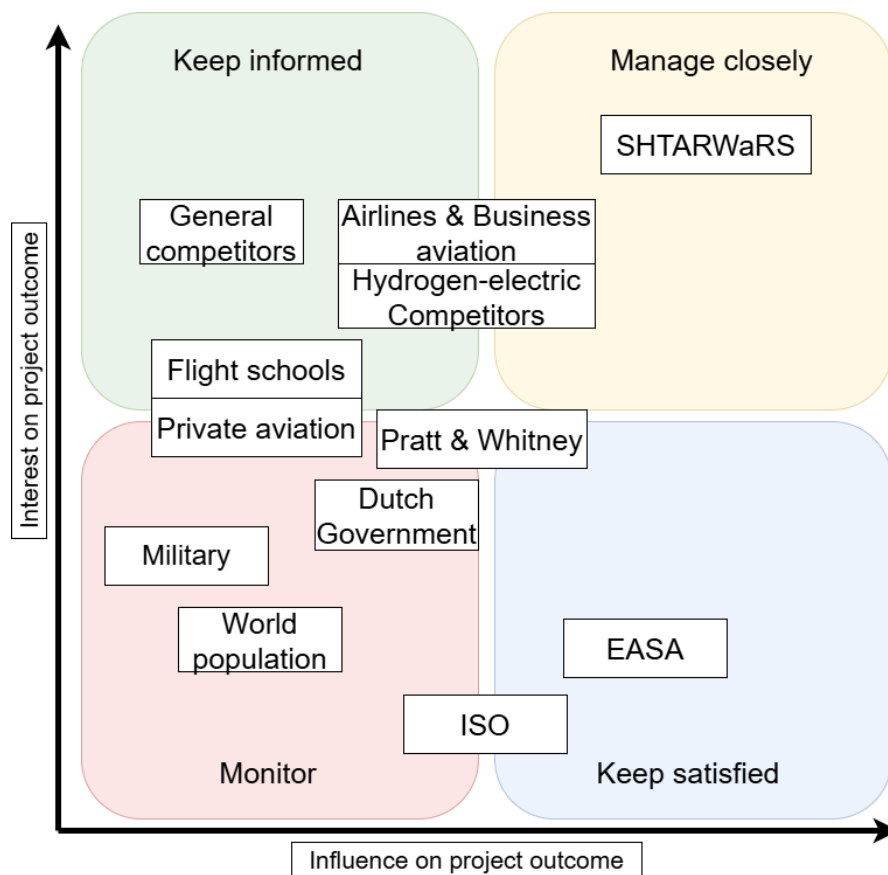 Keep informed
Manage closely
SHTARWaRS
General
competitors
Airlines & Business
aviation
Hydrogen-electric
Competitors
Flight schools
Private aviation
Pratt & Whitney
Dutch
Government
Military
World
population
EASA
ISO
Monitor
Keep satisfied
Interest on project outcome
Influence on project outcome